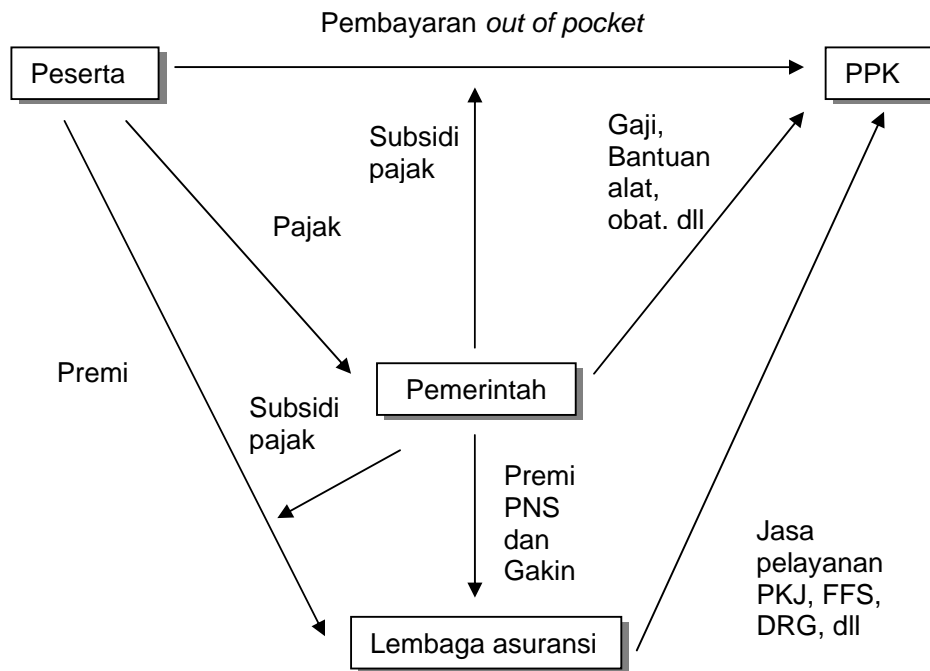 Pembayaran out of pocket
Peserta
PPK
Subsidi
pajak
Gaji,
Bantuan
alat,
obat. dll
Pajak
Premi
Pemerintah
Subsidi
pajak
Premi
PNS
dan
Gakin
Jasa
pelayanan
PKJ, FFS,
DRG, dll
Lembaga asuransi